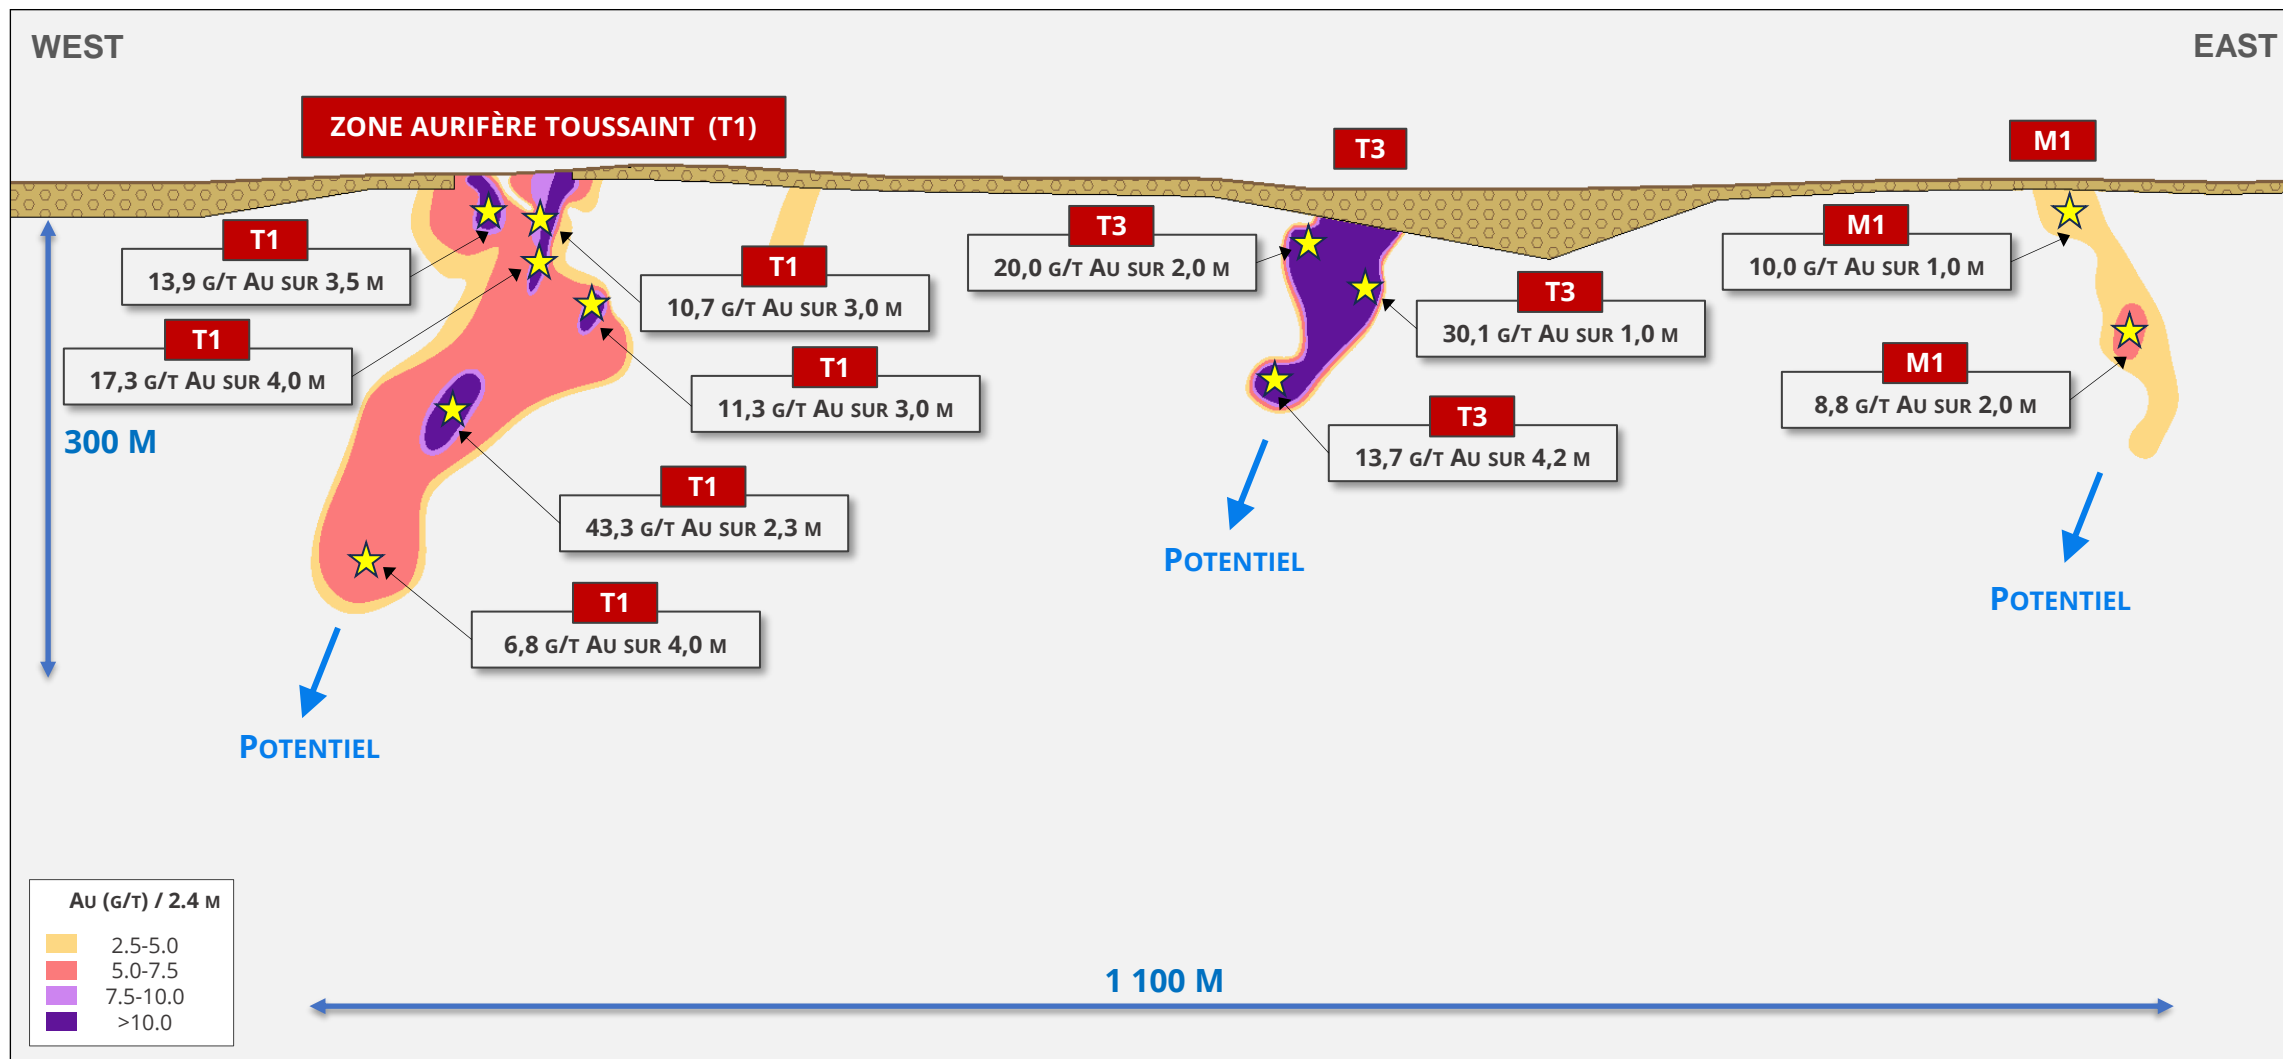 WEST
EAST
ZONE AURIFÈRE TOUSSAINT (T1)
T3
M1
T1
13,9 G/T AU SUR 3,5 M
T1
17,3 G/T AU SUR 4,0 M
T1
10,7 G/T AU SUR 3,0 M
T1
11,3 G/T AU SUR 3,0 M
T1
43,3 G/T AU SUR 2,3 M
T1
6,8 G/T AU SUR 4,0 M
T3
20,0 G/T AU SUR 2,0 M
T3
30,1 G/T AU SUR 1,0 M
T3
13,7 G/T AU SUR 4,2 M
M1
10,0 G/T AU SUR 1,0 M
M1
8,8 G/T AU SUR 2,0 M
300 M
POTENTIEL
POTENTIEL
POTENTIEL
AU (G/T) / 2.4 M
2.5-5.0
5.0-7.5
7.5-10.0
>10.0
1 100 M